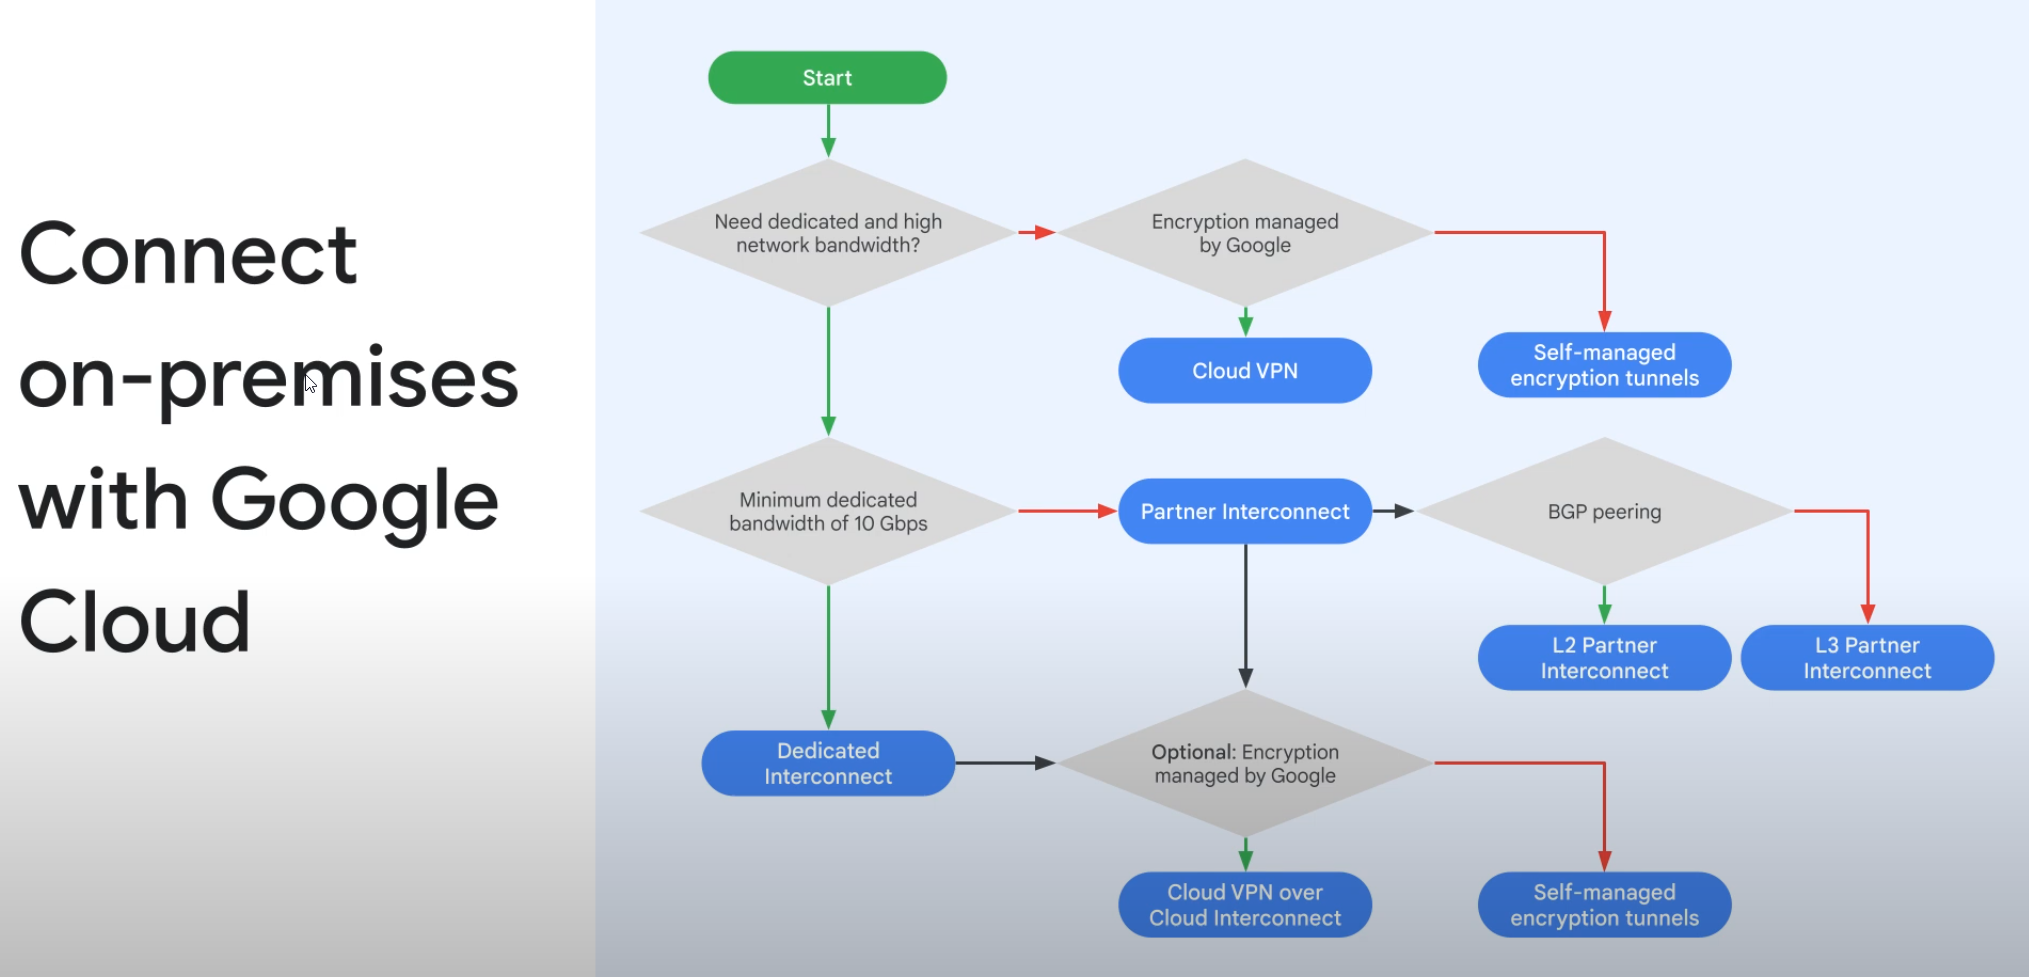 Connect
on-premises
with Google
Cloud
Start
Need dedicated and high
network bandwidth?
Encryption managed
by Google
Cloud VPN
Self-managed
encryption tunnels
Minimum dedicated
bandwidth of 10 Gbps
Partner Interconnect
BGP peering
L2 Partner
Interconnect
L3 Partner
Interconnect
Dedicated
Interconnect
Optional: Encryption
managed by Google
Cloud VPN over
Cloud Interconnect
Self-managed
encryption tunnels